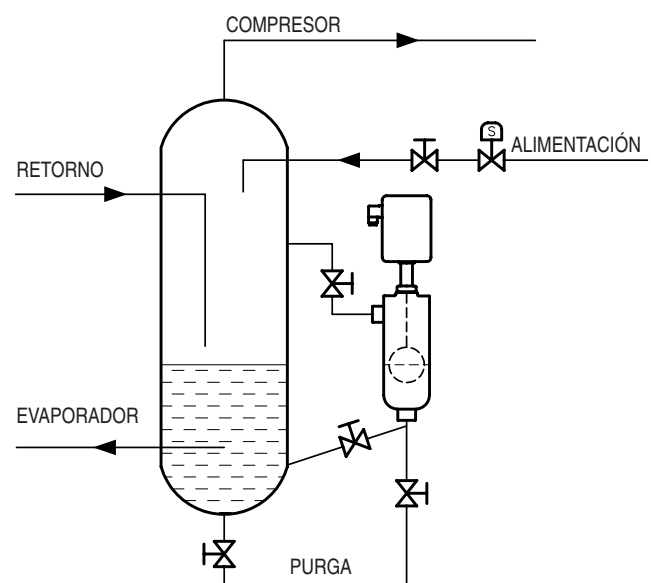 COMPRESOR
S
ALIMENTACIÓN
RETORNO
EVAPORADOR
PURGA